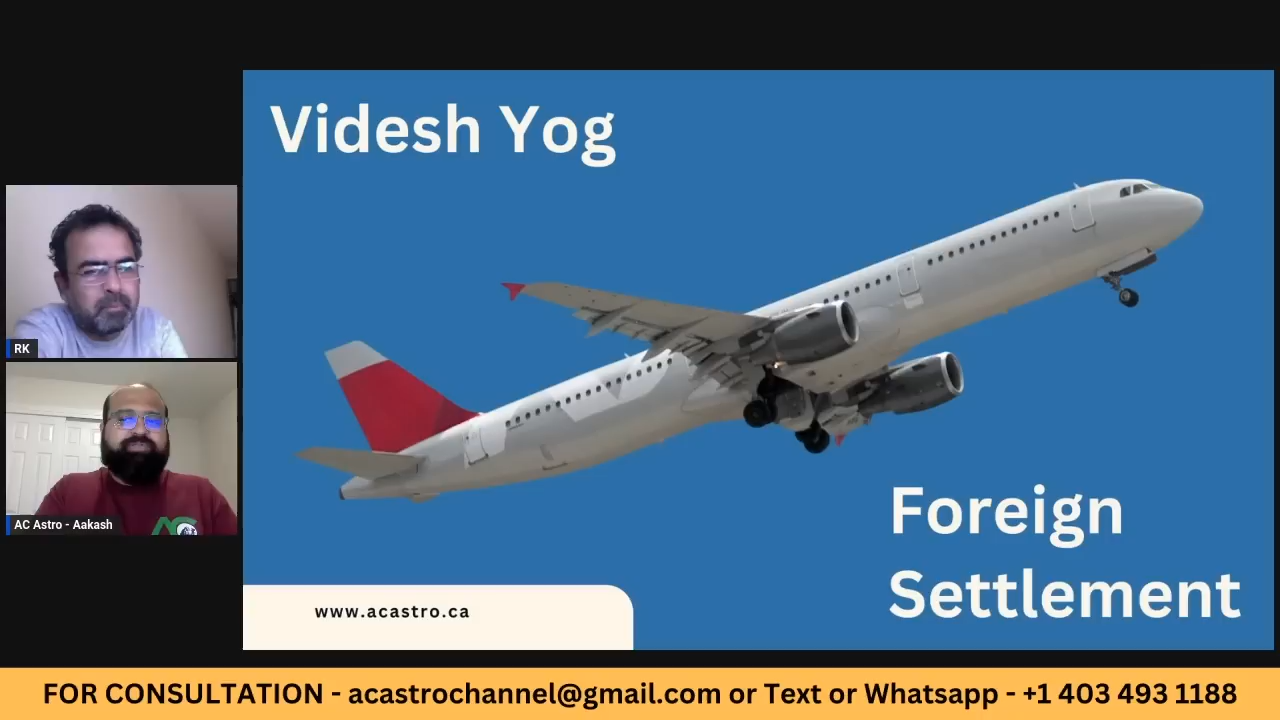 Videsh Yog
RK
AC Astro - Aakash
AC
Foreign
Settlement
www.acastro.ca
FOR CONSULTATION - acastrochannel@gmail.com or Text or Whatsapp - +1 403 493 1188